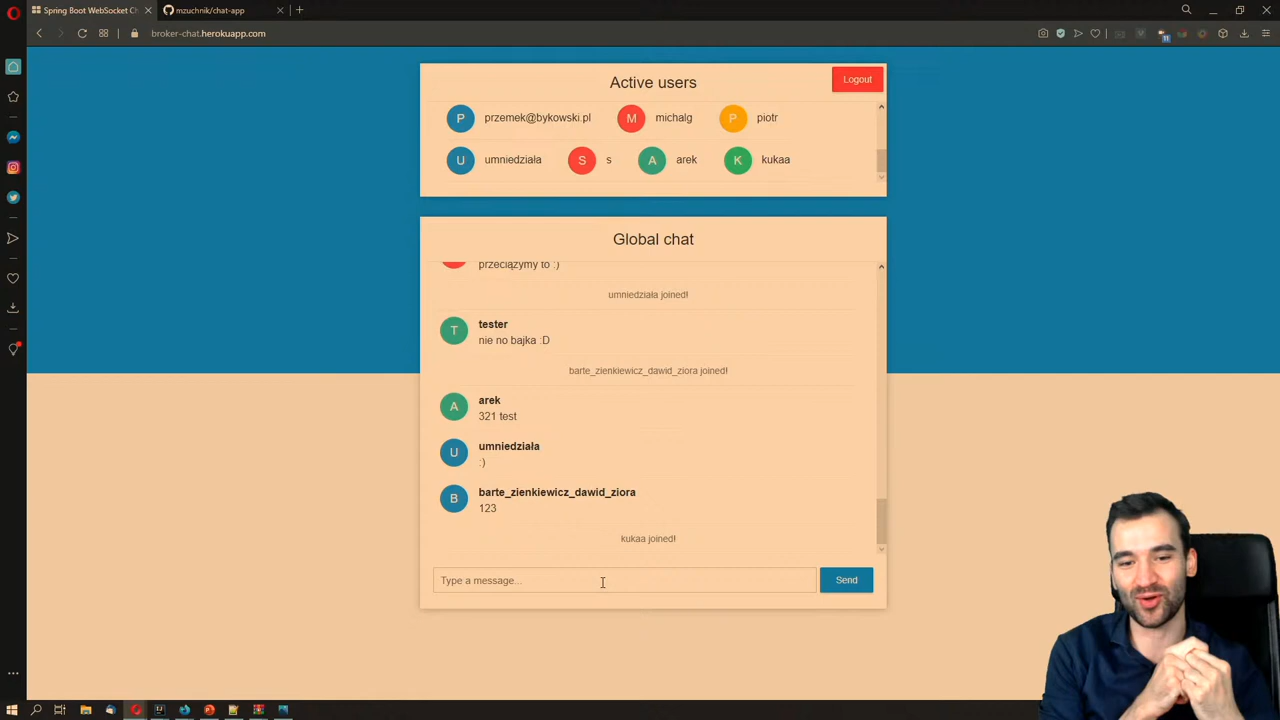 Spring Boot WebSocket Ch
mzuchnik/chat-app
broker-chat.herokuapp.com
11
Active users
Logout
P przemek@bykowski.pl M michalg P piotr
U umniedziała S s A arek K kukaa
Global chat
przeciążymy to :)
umniedziała joined!
T tester
nie no bajka :D
barte_zienkiewicz_dawid_ziora joined!
A arek
321 test
U umniedziała
:)
B barte_zienkiewicz_dawid_ziora
123
kukaa joined!
Type a message...
Send